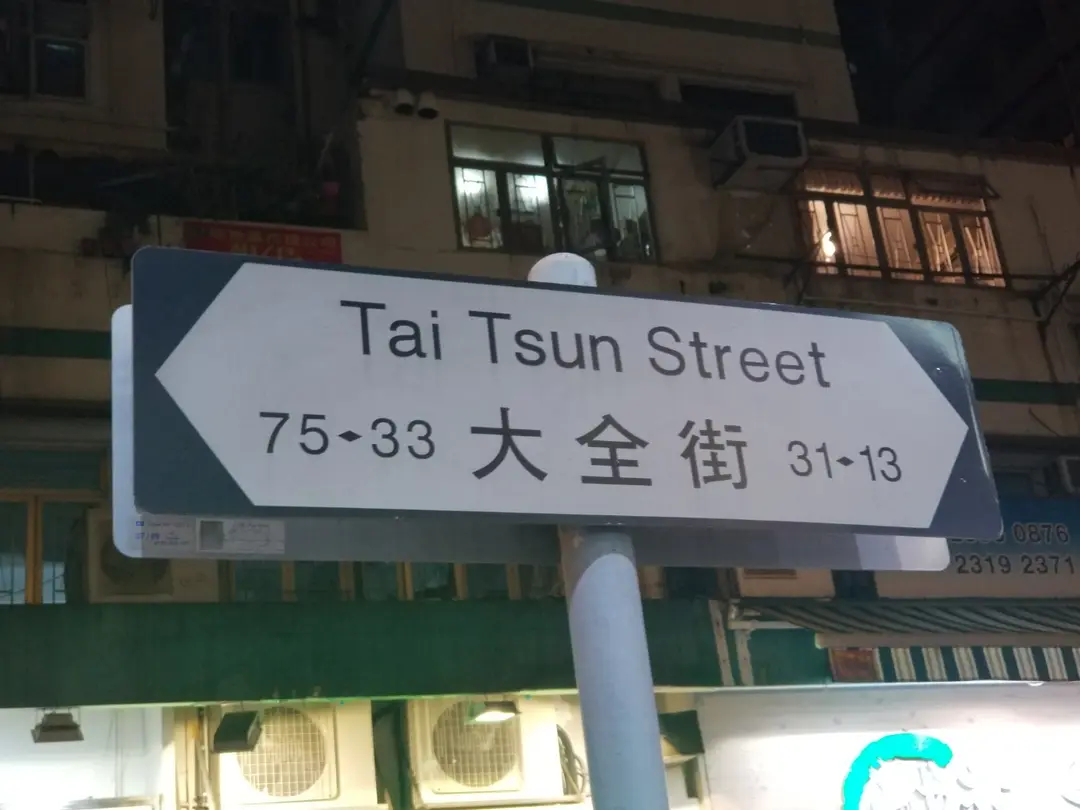 Tai Tsun Street
75 33 大全街 31 13
0876
2319 2371